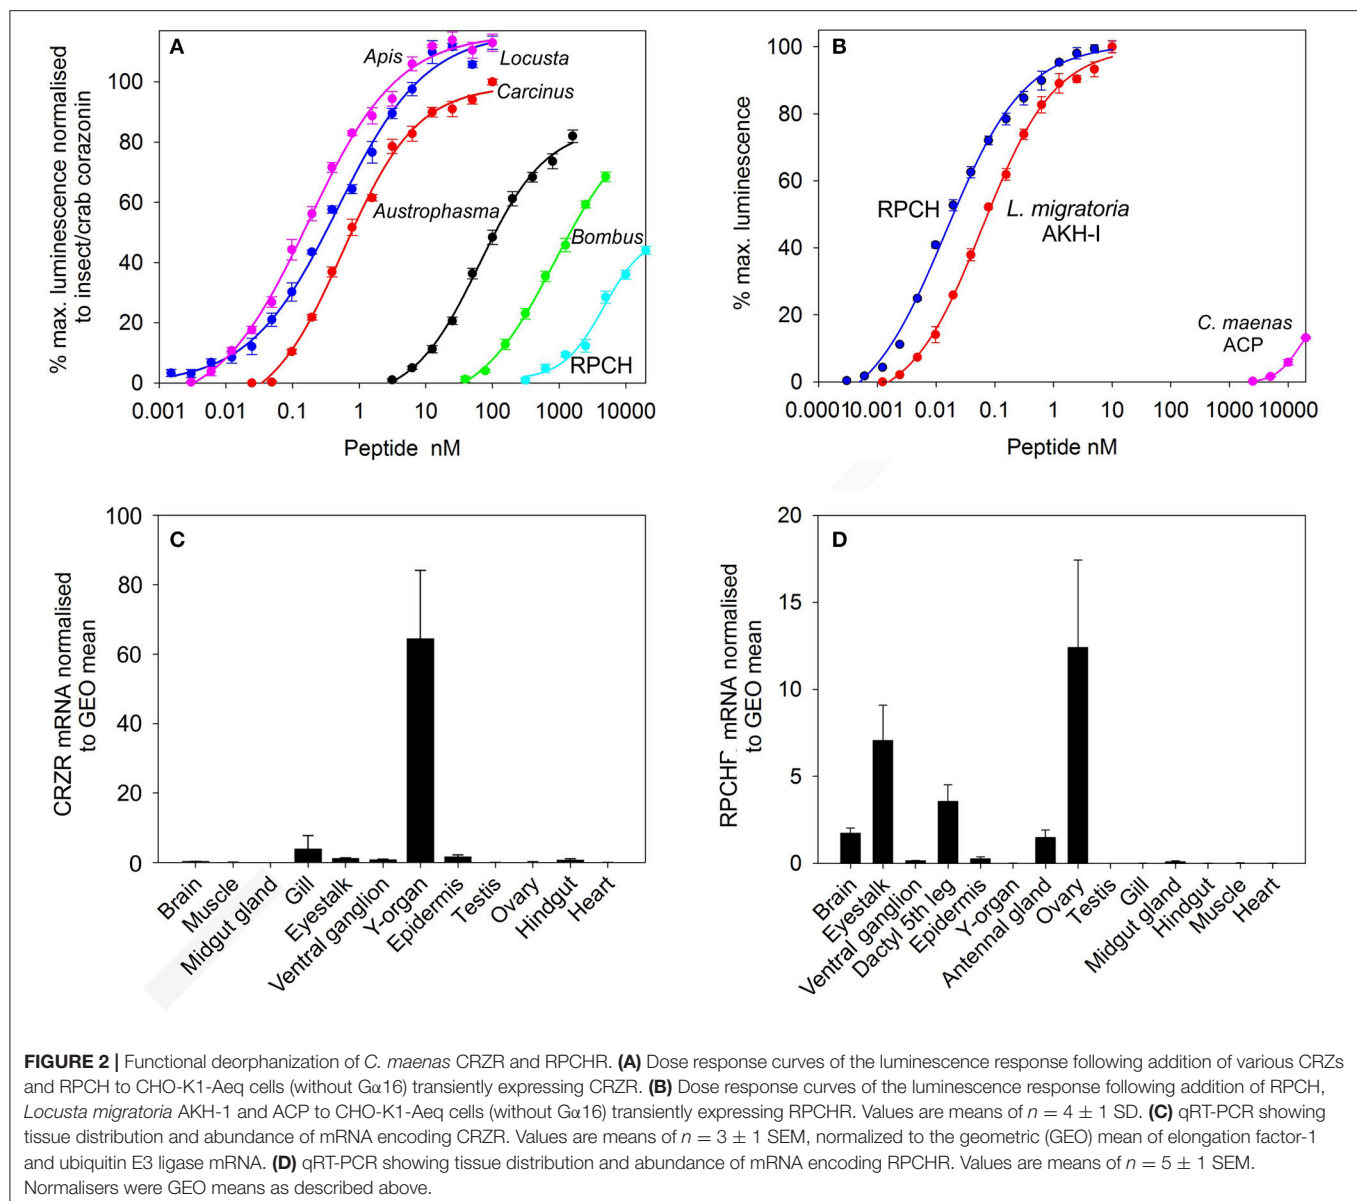 A
% max. luminescence normalised
to insect/crab corazonin
100
80
60
40
20
0
Apis
Locusta
Carcinus
Austrophasma
Bombus
RPCH
0.001 0.01 0.1 1 10 100 1000 10000
Peptide nM
B
% max. luminescence
100
80
60
40
20
0
RPCH
L. migratoria
AKH-I
C. maenas
ACP
0.0001 0.001 0.01 0.1 1 10 100 1000 10000
Peptide nM
C
CRZR mRNA normalised
to GEO mean
100
80
60
40
20
0
Brain
Muscle
Midgut gland
Gill
Eyestalk
Ventral ganglion
Y-organ
Epidermis
Testis
Ovary
Hindgut
Heart
D
mRNA normalised
to GEO mean
20
15
10
5
0
Brain
Eyestalk
Ventral ganglion
Dactyl 5th leg
Epidermis
Y-organ
Antennal gland
Ovary
Testis
Gill
Midgut gland
Hindgut
Muscle
Heart
FIGURE 2 | Functional deorphanization of C. maenas CRZR and RPCHR. (A) Dose response curves of the luminescence response following addition of various CRZs
and RPCH to CHO-K1-Aeq cells (without Gα16) transiently expressing CRZR. (B) Dose response curves of the luminescence response following addition of RPCH,
Locusta migratoria AKH-1 and ACP to CHO-K1-Aeq cells (without Gα16) transiently expressing RPCHR. Values are means of n = 4 ± 1 SD. (C) qRT-PCR showing
tissue distribution and abundance of mRNA encoding CRZR. Values are means of n = 3 ± 1 SEM, normalized to the geometric (GEO) mean of elongation factor-1
and ubiquitin E3 ligase mRNA. (D) qRT-PCR showing tissue distribution and abundance of mRNA encoding RPCHR. Values are means of n = 5 ± 1 SEM.
Normalisers were GEO means as described above.